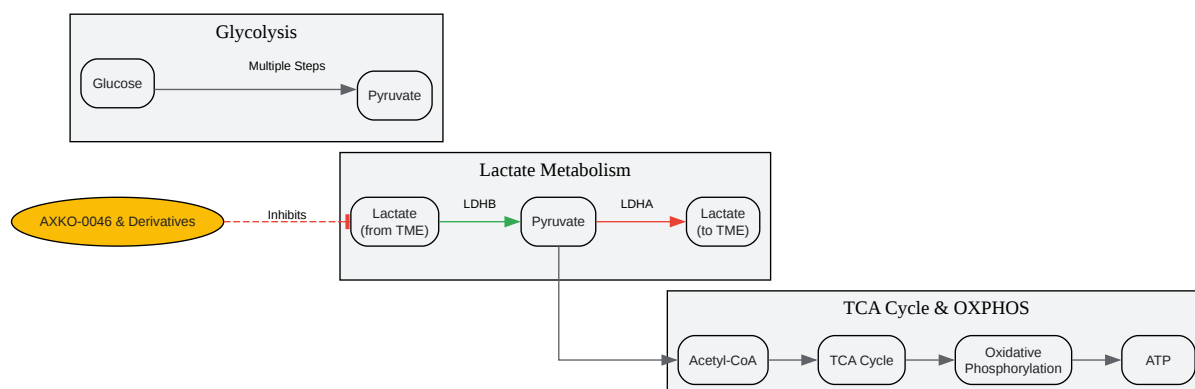 Glycolysis
Multiple Steps
Glucose
Pyruvate
Lactate Metabolism
AXKO-0046 & Derivatives
Inhibits
Lactate
(from TME)
LDHB
Pyruvate
LDHA
Lactate
(to TME)
TCA Cycle & OXPHOS
Acetyl-CoA
TCA Cycle
Oxidative
Phosphorylation
ATP